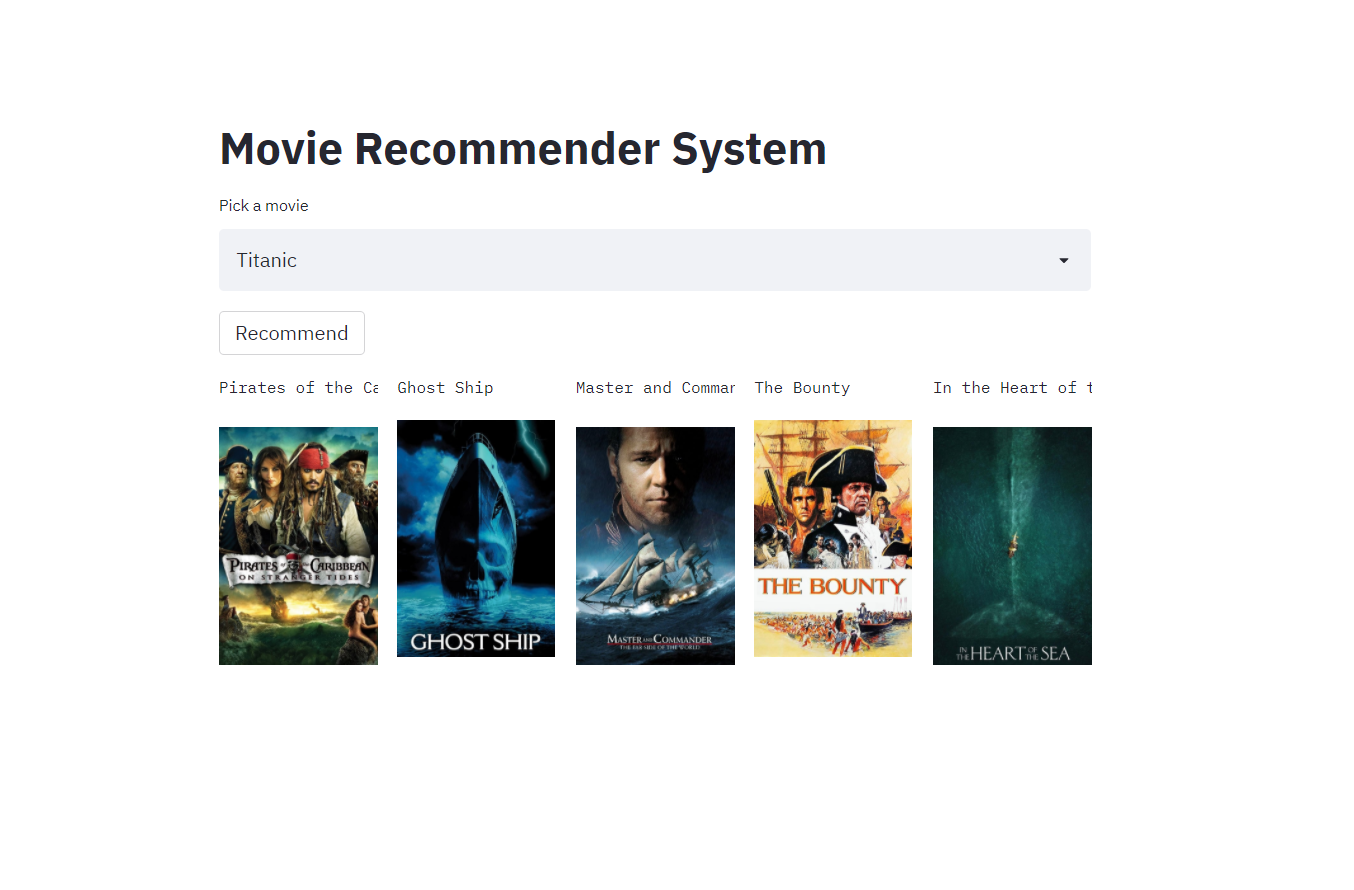 Movie Recommender System
Pick a movie
Titanic
Recommend
Pirates of the Ca
Ghost Ship
Master and Comman
The Bounty
In the Heart of t
PIRATES of the CARIBBEAN
ON STRANGER TIDES
GHOST SHIP
MASTER AND COMMANDER
THE FAR SIDE OF THE WORLD
THE BOUNTY
IN THE HEART OF THE SEA